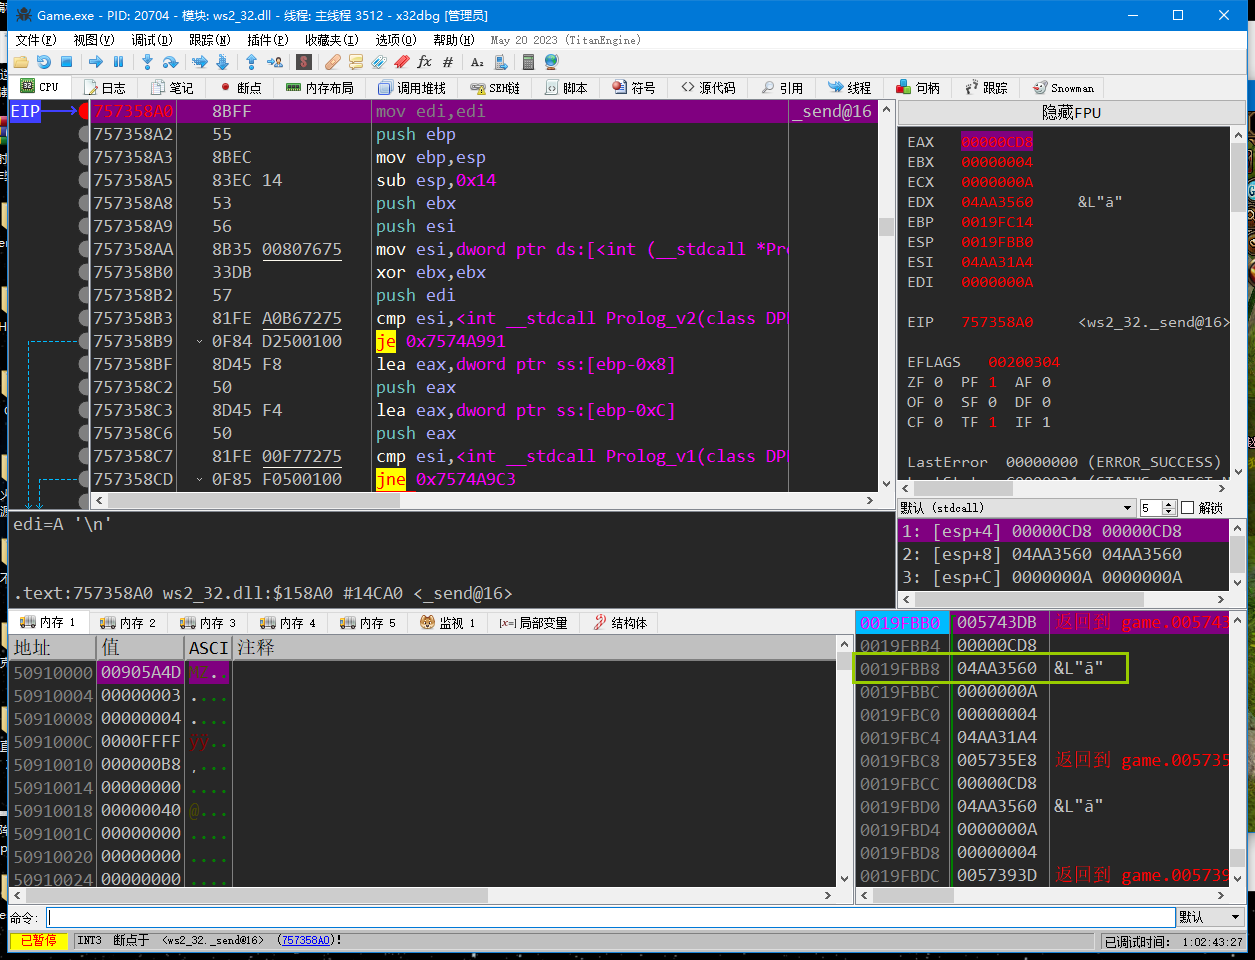 Game.exe - PID: 20704 - 模块: ws2_32.dll - 线程: 主线程 3512 - x32dbg [管理员]
文件(F) 视图(V) 调试(D) 跟踪(N) 插件(P) 收藏夹(I) 选项(O) 帮助(H) May 20 2023 (TitanEngine)
CPU 日志 笔记 断点 内存布局 调用堆栈 SEH链 脚本 符号 源代码 引用 线程 句柄 跟踪 Snowman
EIP 757358A0 8BFF mov edi,edi _send@16
757358A2 55 push ebp
757358A3 8BEC mov ebp,esp
757358A5 83EC 14 sub esp,0x14
757358A8 53 push ebx
757358A9 56 push esi
757358AA 8B35 00807675 mov esi,dword ptr ds:[<int (__stdcall *Pr
757358B0 33DB xor ebx,ebx
757358B2 57 push edi
757358B3 81FE A0B67275 cmp esi,<int __stdcall Prolog_v2(class DP
757358B9 0F84 D2500100 je 0x7574A991
757358BF 8D45 F8 lea eax,dword ptr ss:[ebp-0x8]
757358C2 50 push eax
757358C3 8D45 F4 lea eax,dword ptr ss:[ebp-0xC]
757358C6 50 push eax
757358C7 81FE 00F77275 cmp esi,<int __stdcall Prolog_v1(class DP
757358CD 0F85 F0500100 jne 0x7574A9C3
隐藏FPU
EAX 00000CD8
EBX 00000004
ECX 0000000A
EDX 04AA3560 &L"ā"
EBP 0019FC14
ESP 0019FBB0
ESI 04AA31A4
EDI 0000000A
EIP 757358A0 <ws2_32._send@16>
EFLAGS 00200304
ZF 0 PF 1 AF 0
OF 0 SF 0 DF 0
CF 0 TF 1 IF 1
LastError 00000000 (ERROR_SUCCESS)
默认 (stdcall) 5 解锁
1: [esp+4] 00000CD8 00000CD8
2: [esp+8] 04AA3560 04AA3560
3: [esp+C] 0000000A 0000000A
edi=A '\n'
.text:757358A0 ws2_32.dll:$158A0 #14CA0 <_send@16>
内存 1 内存 2 内存 3 内存 4 内存 5 监视 1 [x=] 局部变量 结构体
地址 值 ASCI 注释
50910000 00905A4D MZ..
50910004 00000003 ....
50910008 00000004 ....
5091000C 0000FFFF ÿÿ..
50910010 000000B8 ¸...
50910014 00000000 ....
50910018 00000040 @...
5091001C 00000000 ....
50910020 00000000 ....
50910024 00000000 ....
0019FBB0 005743DB 返回到 game.005743
0019FBB4 00000CD8
0019FBB8 04AA3560 &L"ā"
0019FBBC 0000000A
0019FBC0 00000004
0019FBC4 04AA31A4
0019FBC8 005735E8 返回到 game.005735
0019FBCC 00000CD8
0019FBD0 04AA3560 &L"ā"
0019FBD4 0000000A
0019FBD8 00000004
0019FBDC 0057393D 返回到 game.005739
命令: 默认
已暂停 INT3 断点于 <ws2_32._send@16> (757358A0)! 已调试时间: 1:02:43:27